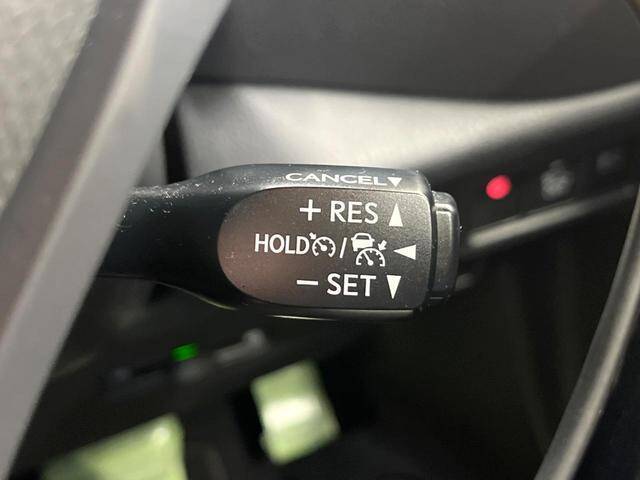 CANCEL▼
+ RES ▲
HOLD / ◀
− SET ▼